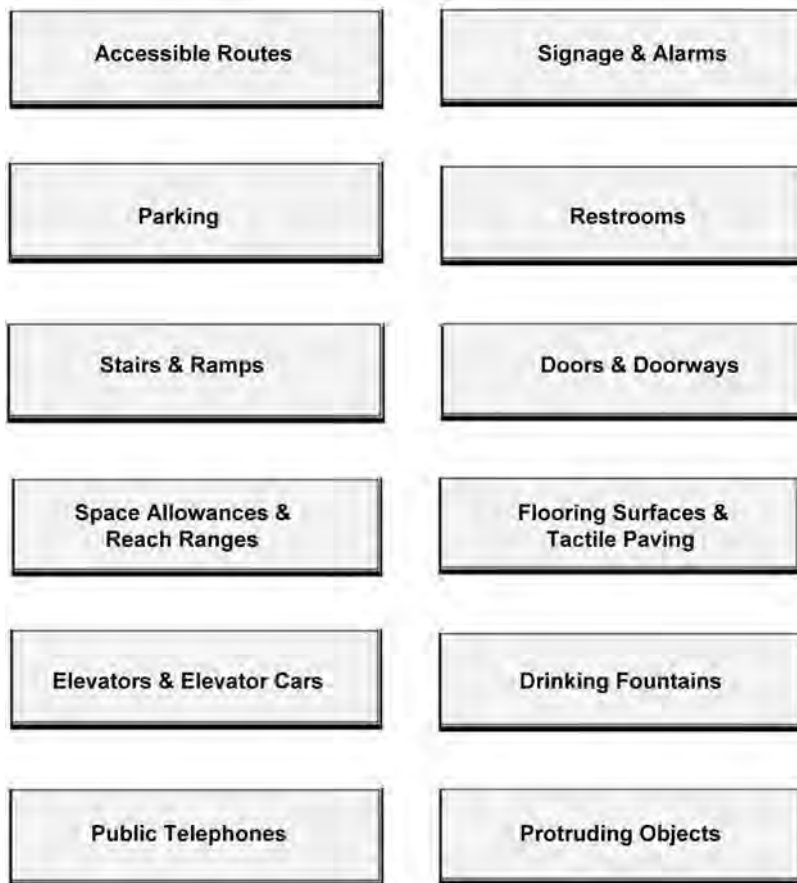 Accessible Routes
Signage & Alarms
Parking
Restrooms
Stairs & Ramps
Doors & Doorways
Space Allowances &
Reach Ranges
Flooring Surfaces &
Tactile Paving
Elevators & Elevator Cars
Drinking Fountains
Public Telephones
Protruding Objects